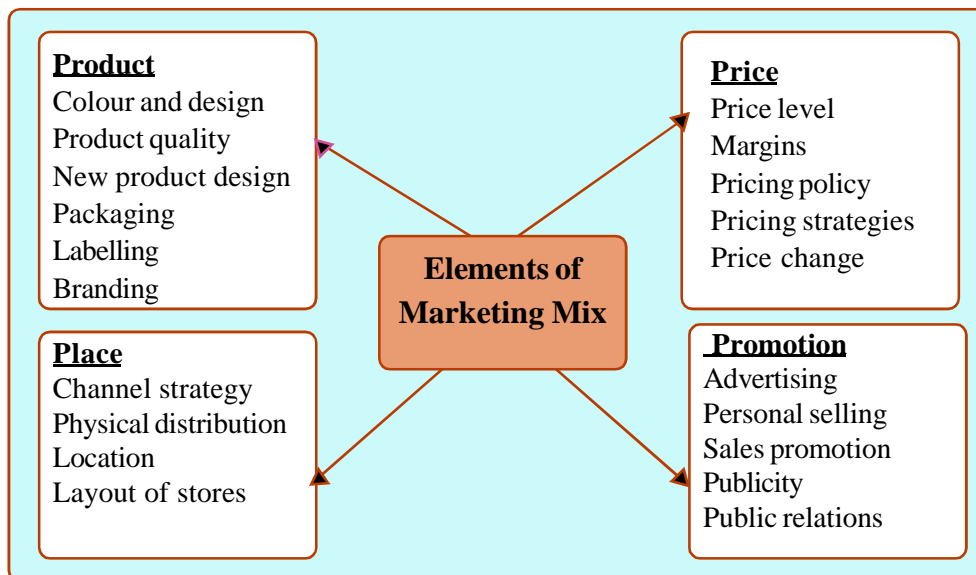 Product
Colour and design
Product quality
New product design
Packaging
Labelling
Branding
Price
Price level
Margins
Pricing policy
Pricing strategies
Price change
Elements of
Marketing Mix
Place
Channel strategy
Physical distribution
Location
Layout of stores
Promotion
Advertising
Personal selling
Sales promotion
Publicity
Public relations